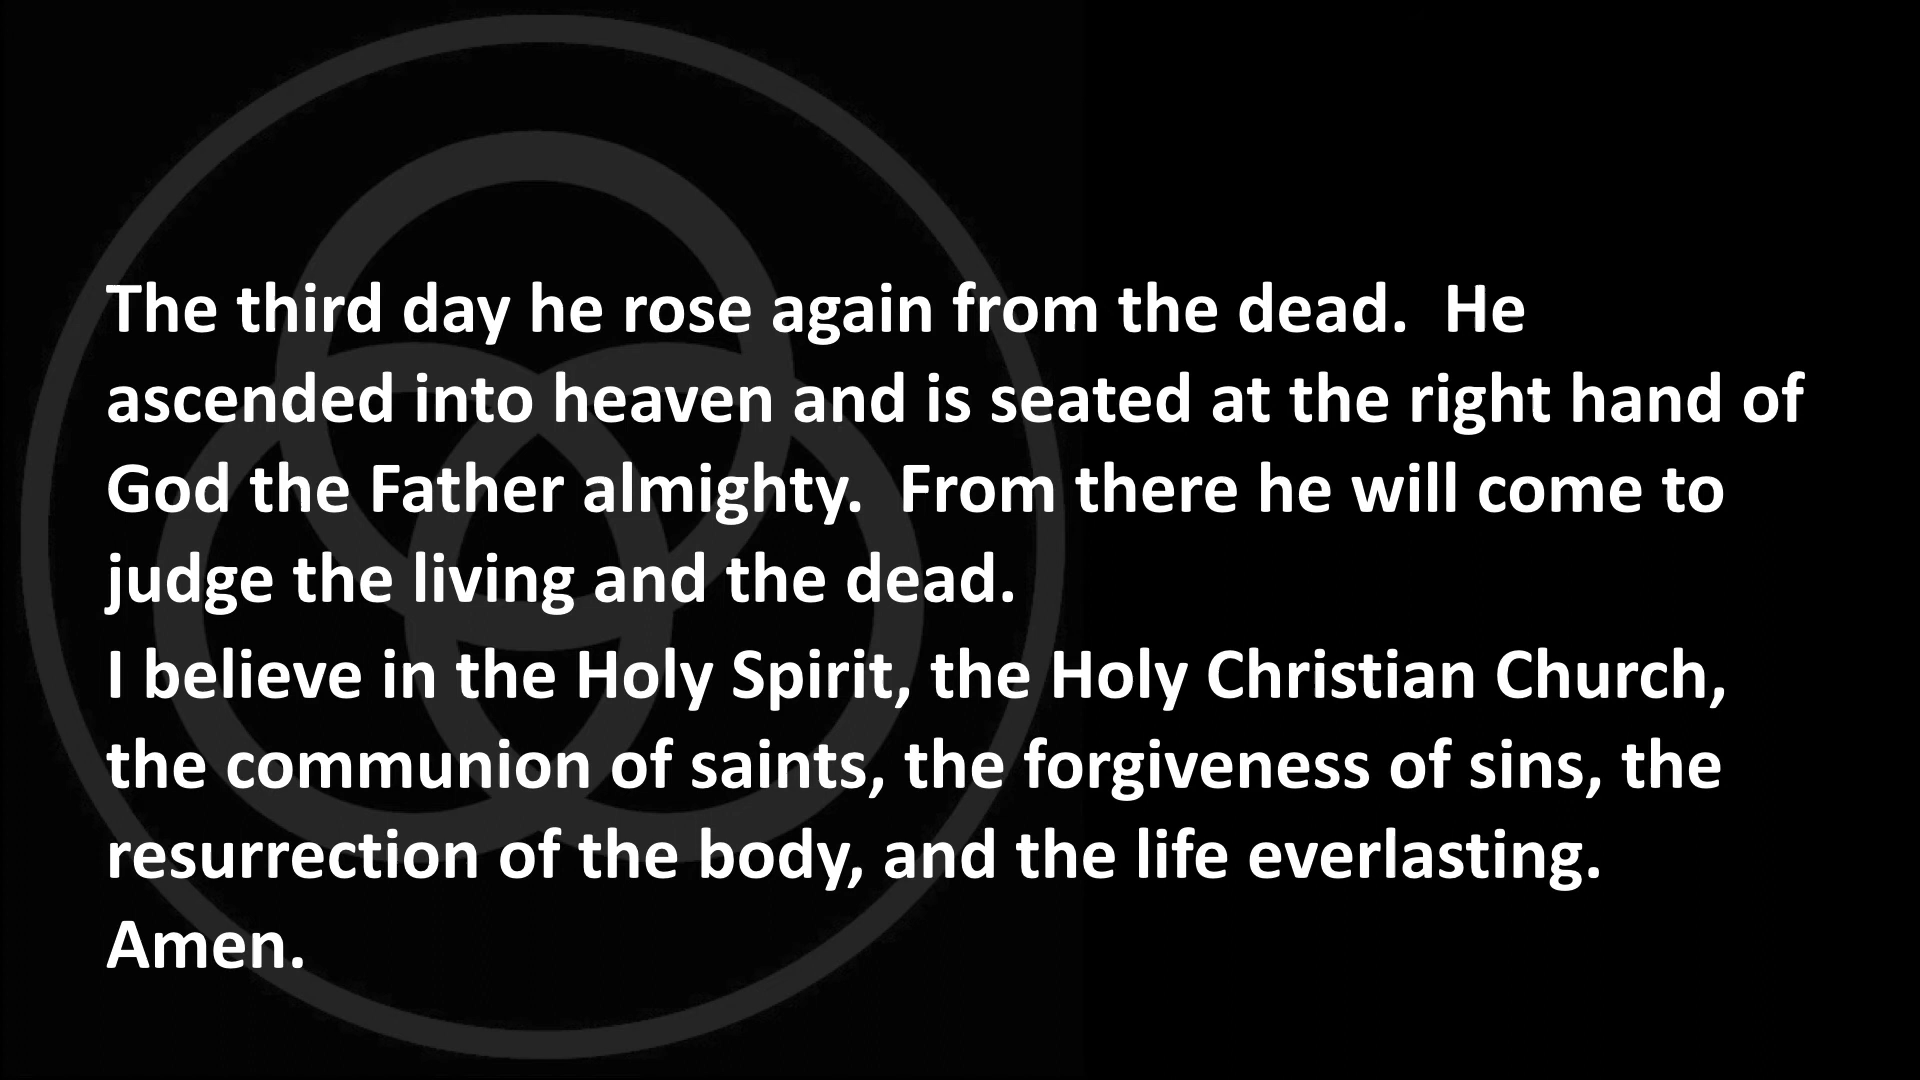 The third day he rose again from the dead.  He
ascended into heaven and is seated at the right hand of
God the Father almighty.  From there he will come to
judge the living and the dead.
I believe in the Holy Spirit, the Holy Christian Church,
the communion of saints, the forgiveness of sins, the
resurrection of the body, and the life everlasting.
Amen.